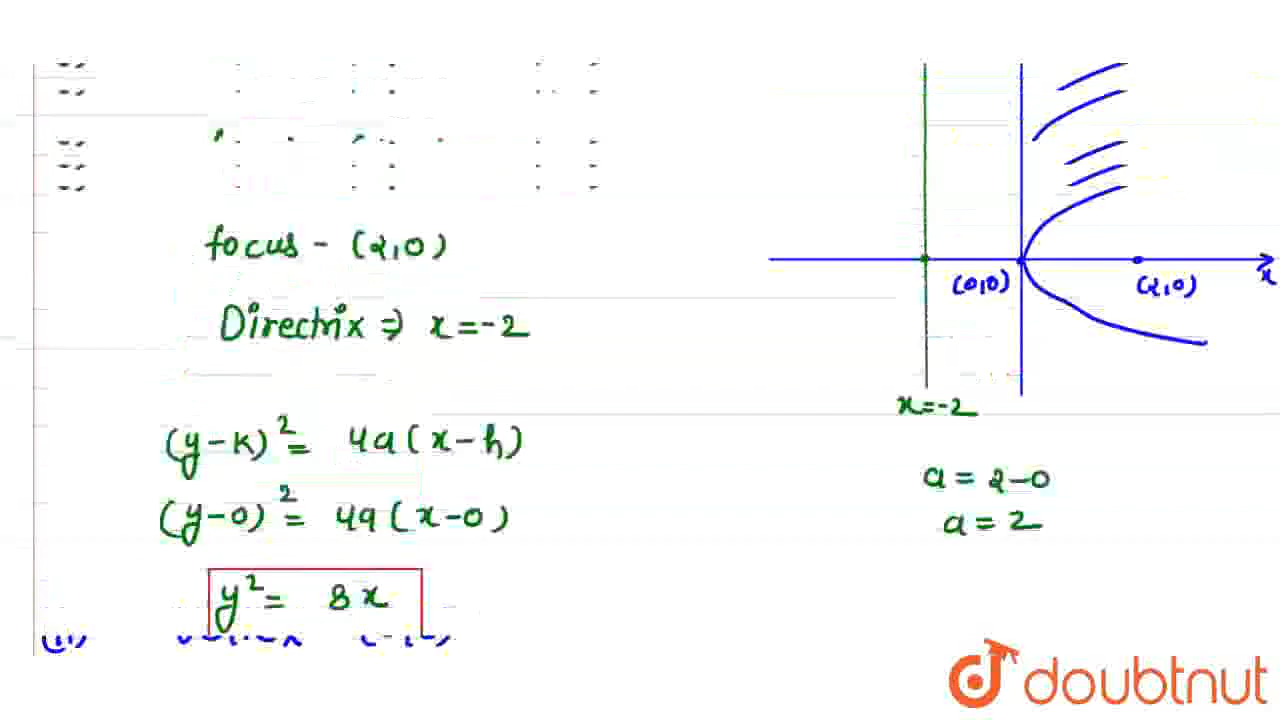 focus - (2,0)
Directrix ⇒ x = -2
(y-k)² = 4a(x-h)
(y-0)² = 4a(x-0)
y² = 8x
(0,0)
(2,0)
x
x=-2
a = 2-0
a = 2
doubtnut